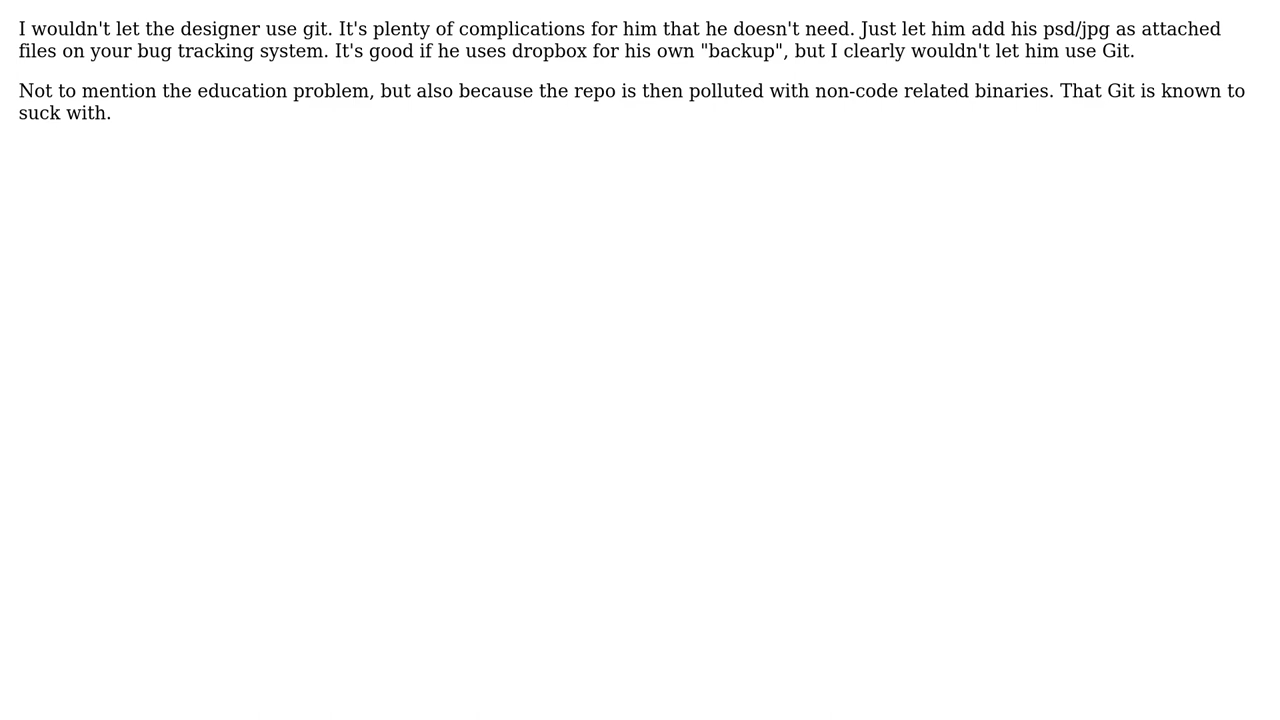 I wouldn't let the designer use git. It's plenty of complications for him that he doesn't need. Just let him add his psd/jpg as attached
files on your bug tracking system. It's good if he uses dropbox for his own "backup", but I clearly wouldn't let him use Git.
Not to mention the education problem, but also because the repo is then polluted with non-code related binaries. That Git is known to
suck with.